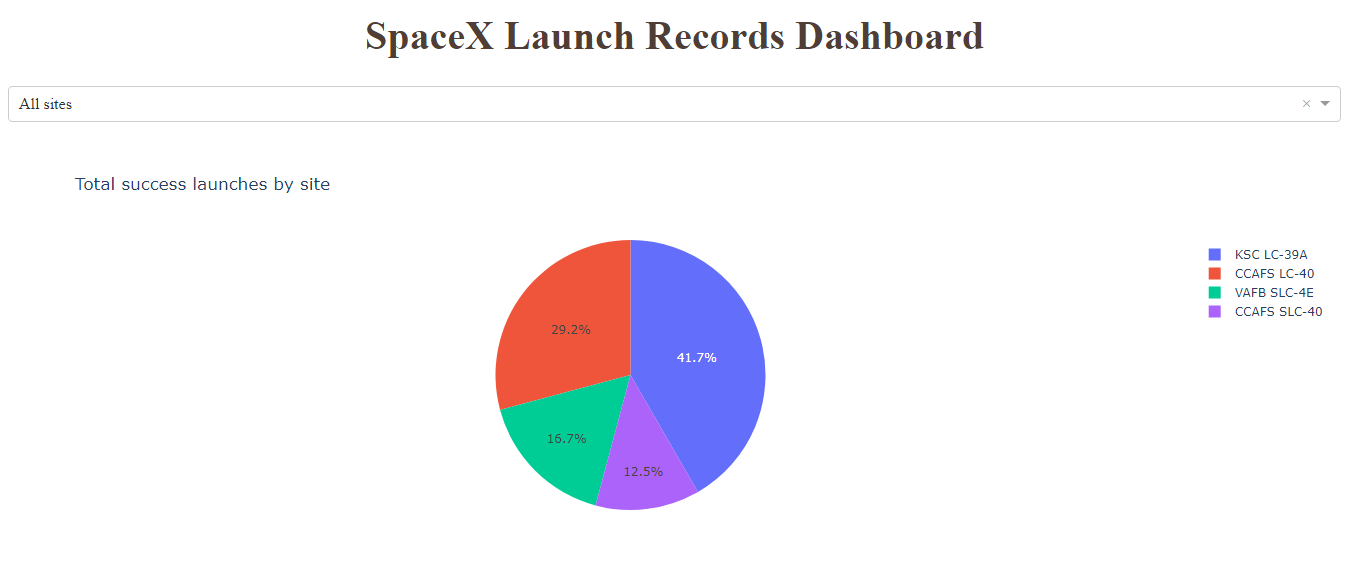 SpaceX Launch Records Dashboard
All sites ×
Total success launches by site
KSC LC-39A
CCAFS LC-40
VAFB SLC-4E
CCAFS SLC-40
29.2%
41.7%
16.7%
12.5%